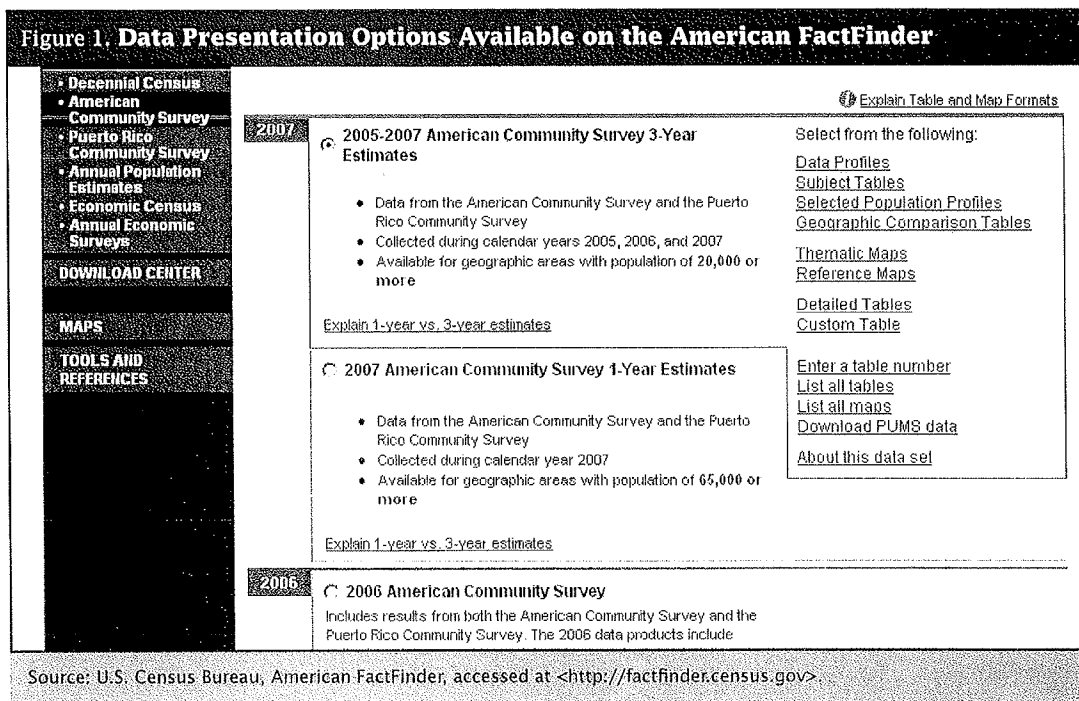 Figure 1. Data Presentation Options Available on the American FactFinder
• Decennial Census
• American
Community Survey
• Puerto Rico
Community Survey
• Annual Population
Estimates
• Economic Census
• Annual Economic
Surveys
DOWNLOAD CENTER
MAPS
TOOLS AND
REFERENCES
Explain Table and Map Formats
2007
2005-2007 American Community Survey 3-Year
Estimates
• Data from the American Community Survey and the Puerto
Rico Community Survey
• Collected during calendar years 2005, 2006, and 2007
• Available for geographic areas with population of 20,000 or
more
Explain 1-year vs. 3-year estimates
2007 American Community Survey 1-Year Estimates
• Data from the American Community Survey and the Puerto
Rico Community Survey
• Collected during calendar year 2007
• Available for geographic areas with population of 65,000 or
more
Explain 1-year vs. 3-year estimates
Select from the following:
Data Profiles
Subject Tables
Selected Population Profiles
Geographic Comparison Tables
Thematic Maps
Reference Maps
Detailed Tables
Custom Table
Enter a table number
List all tables
List all maps
Download PUMS data
About this data set
2006
2006 American Community Survey
Includes results from both the American Community Survey and the
Puerto Rico Community Survey. The 2006 data products include
Source: U.S. Census Bureau, American FactFinder, accessed at <http://factfinder.census.gov>.